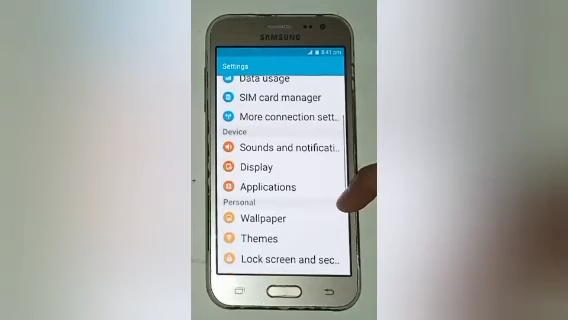 SAMSUNG
8:41 pm
Settings
Data usage
SIM card manager
More connection sett..
Device
Sounds and notificati..
Display
Applications
Personal
Wallpaper
Themes
Lock screen and sec..